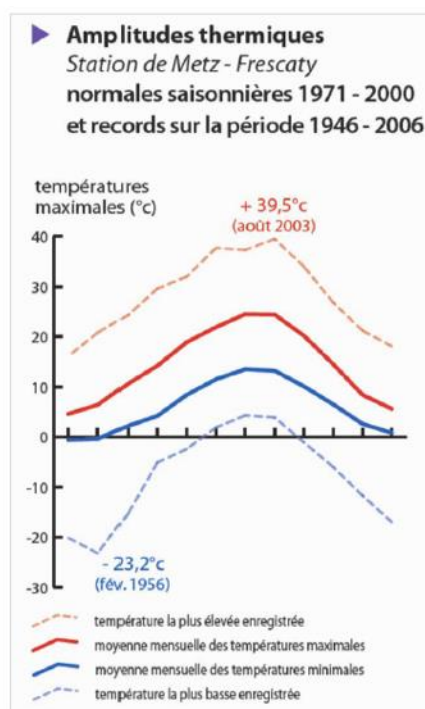 Amplitudes thermiques
Station de Metz - Frescaty
normales saisonnières 1971 - 2000
et records sur la période 1946 - 2006
températures
maximales (°c)
+ 39,5°c
(août 2003)
40
30
20
10
0
-10
-20
-30
- 23,2°c
(fév. 1956)
température la plus élevée enregistrée
moyenne mensuelle des températures maximales
moyenne mensuelle des températures minimales
température la plus basse enregistrée